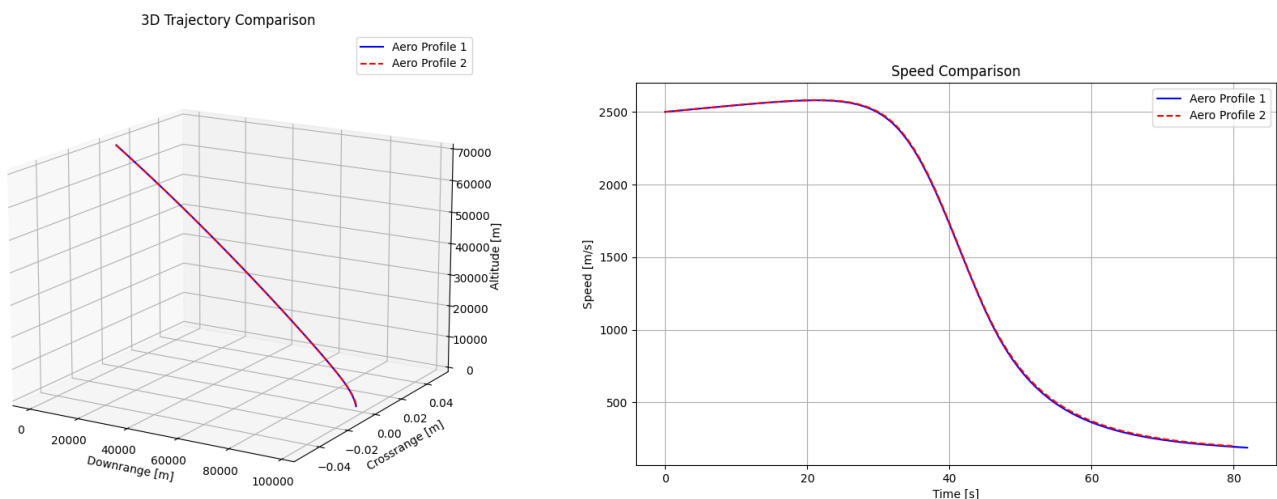 3D Trajectory Comparison
Aero Profile 1
Aero Profile 2
70000
60000
50000
40000
30000
20000
10000
0
Altitude [m]
0
20000
40000
60000
80000
100000
Downrange [m]
−0.04
−0.02
0.00
0.02
0.04
Crossrange [m]
Speed Comparison
Aero Profile 1
Aero Profile 2
2500
2000
1500
1000
500
Speed [m/s]
0
20
40
60
80
Time [s]